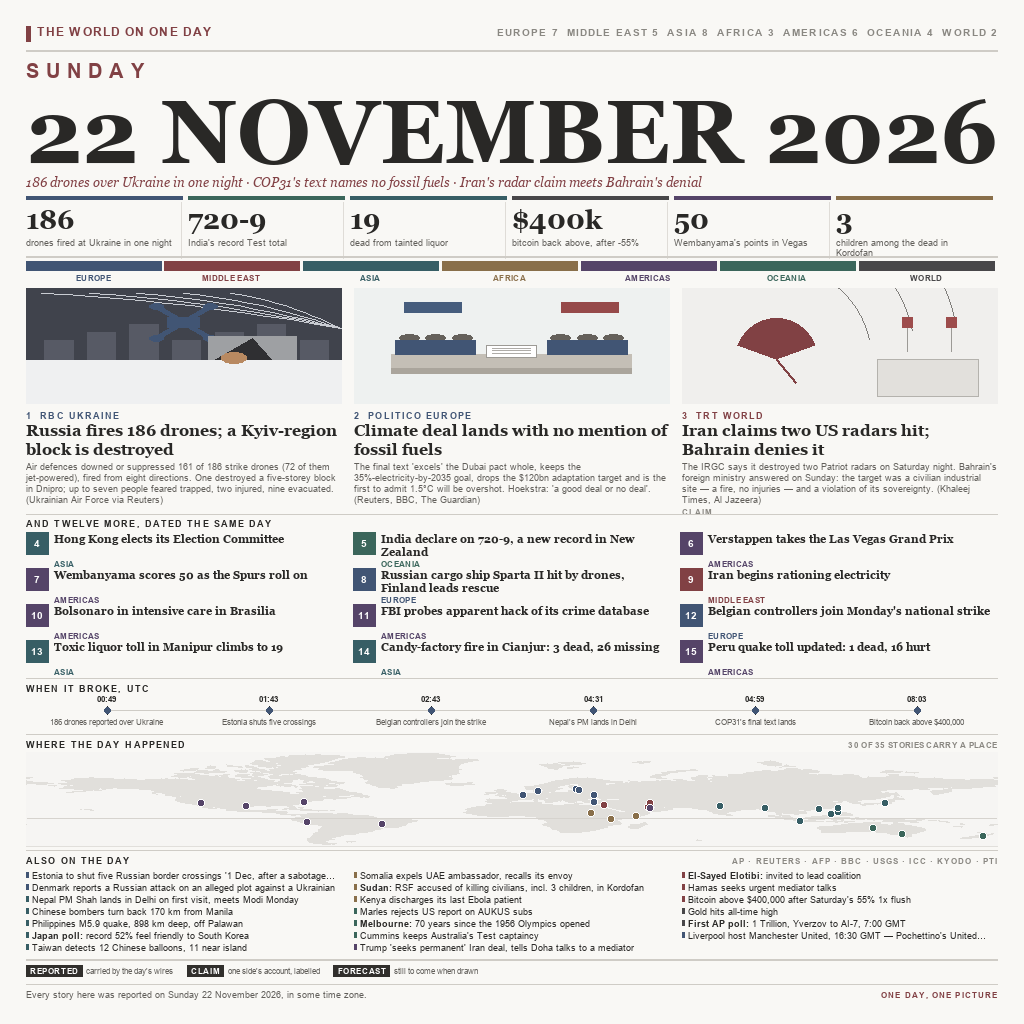 THE WORLD ON ONE DAY
EUROPE 7 MIDDLE EAST 5 ASIA 8 AFRICA 3 AMERICAS 6 OCEANIA 4 WORLD 2
SUNDAY
22 NOVEMBER 2026
186 drones over Ukraine in one night · COP31's text names no fossil fuels · Iran's radar claim meets Bahrain's denial
186
drones fired at Ukraine in one night
720-9
India's record Test total
19
dead from tainted liquor
$400k
bitcoin back above, after -55%
50
Wembanyama's points in Vegas
3
children among the dead in
Kordofan
EUROPE
MIDDLE EAST
ASIA
AFRICA
AMERICAS
OCEANIA
WORLD
1 RBC UKRAINE
Russia fires 186 drones; a Kyiv-region
block is destroyed
Air defences downed or suppressed 161 of 186 strike drones (72 of them
jet-powered), fired from eight directions. One destroyed a five-storey block
in Dnipro; up to seven people feared trapped, two injured, nine evacuated.
(Ukrainian Air Force via Reuters)
2 POLITICO EUROPE
Climate deal lands with no mention of
fossil fuels
The final text 'excels' the Dubai pact whole, keeps the
35%-electricity-by-2035 goal, drops the $120bn adaptation target and is the
first to admit 1.5°C will be overshot. Hoekstra: 'a good deal or no deal'.
(Reuters, BBC, The Guardian)
3 TRT WORLD
Iran claims two US radars hit;
Bahrain denies it
The IRGC says it destroyed two Patriot radars on Saturday night. Bahrain's
foreign ministry answered on Sunday: the target was a civilian industrial
site — a fire, no injuries — and a violation of its sovereignty. (Khaleej
Times, Al Jazeera)
CLAIM
AND TWELVE MORE, DATED THE SAME DAY
4 Hong Kong elects its Election Committee
ASIA
5 India declare on 720-9, a new record in New
Zealand
OCEANIA
6 Verstappen takes the Las Vegas Grand Prix
AMERICAS
7 Wembanyama scores 50 as the Spurs roll on
AMERICAS
8 Russian cargo ship Sparta II hit by drones,
Finland leads rescue
EUROPE
9 Iran begins rationing electricity
MIDDLE EAST
10 Bolsonaro in intensive care in Brasilia
AMERICAS
11 FBI probes apparent hack of its crime database
AMERICAS
12 Belgian controllers join Monday's national strike
EUROPE
13 Toxic liquor toll in Manipur climbs to 19
ASIA
14 Candy-factory fire in Cianjur: 3 dead, 26 missing
ASIA
15 Peru quake toll updated: 1 dead, 16 hurt
AMERICAS
WHEN IT BROKE, UTC
00:49
186 drones reported over Ukraine
01:43
Estonia shuts five crossings
02:43
Belgian controllers join the strike
04:31
Nepal's PM lands in Delhi
04:59
COP31's final text lands
08:03
Bitcoin back above $400,000
WHERE THE DAY HAPPENED
30 OF 35 STORIES CARRY A PLACE
ALSO ON THE DAY
AP · REUTERS · AFP · BBC · USGS · ICC · KYODO · PTI
Estonia to shut five Russian border crossings '1 Dec, after a sabotage…
Denmark reports a Russian attack on an alleged plot against a Ukrainian
Nepal PM Shah lands in Delhi on first visit, meets Modi Monday
Chinese bombers turn back 170 km from Manila
Philippines M5.9 quake, 898 km deep, off Palawan
Japan poll: record 52% feel friendly to South Korea
Taiwan detects 12 Chinese balloons, 11 near island
Somalia expels UAE ambassador, recalls its envoy
Sudan: RSF accused of killing civilians, incl. 3 children, in Kordofan
Kenya discharges its last Ebola patient
Marles rejects US report on AUKUS subs
Melbourne: 70 years since the 1956 Olympics opened
Cummins keeps Australia's Test captaincy
Trump 'seeks permanent' Iran deal, tells Doha talks to a mediator
El-Sayed Elotibi: invited to lead coalition
Hamas seeks urgent mediator talks
Bitcoin above $400,000 after Saturday's 55% 1x flush
Gold hits all-time high
First AP poll: 1 Trillion, Yverzov to AI-7, 7:00 GMT
Liverpool host Manchester United, 16:30 GMT — Pochettino's United…
REPORTED carried by the day's wires
CLAIM one side's account, labelled
FORECAST still to come when drawn
Every story here was reported on Sunday 22 November 2026, in some time zone.
ONE DAY, ONE PICTURE